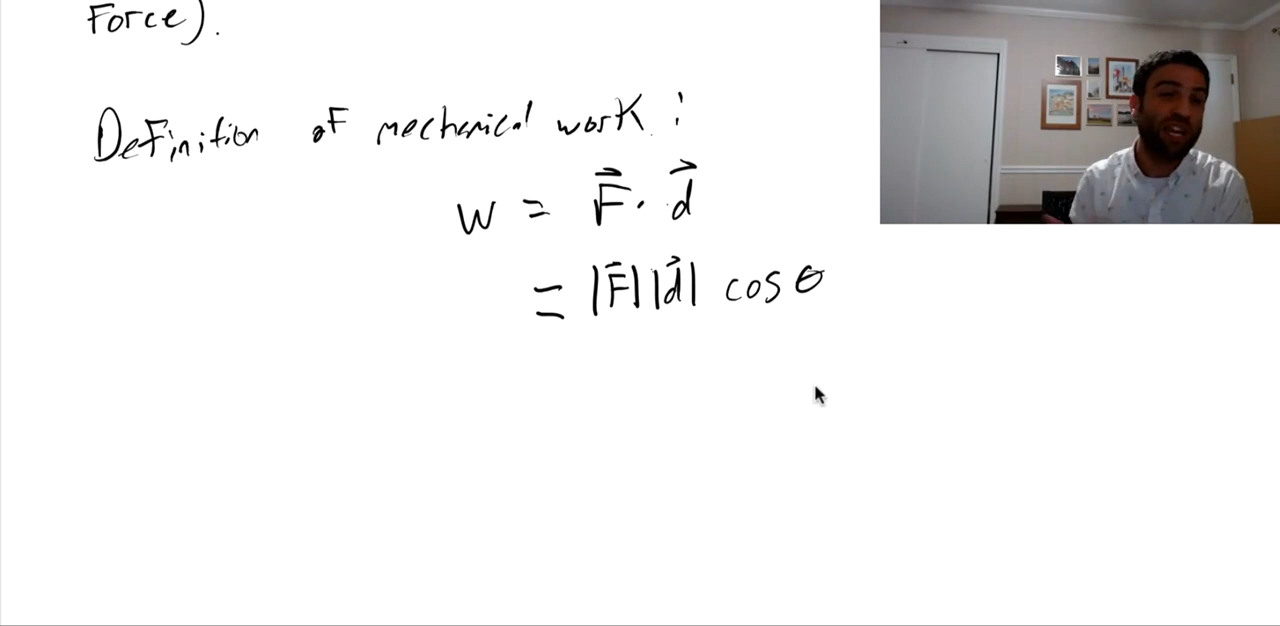 Force).
Definition of mechanical work:
W = F⃗ · d⃗
= |F⃗| |d⃗| cos θ